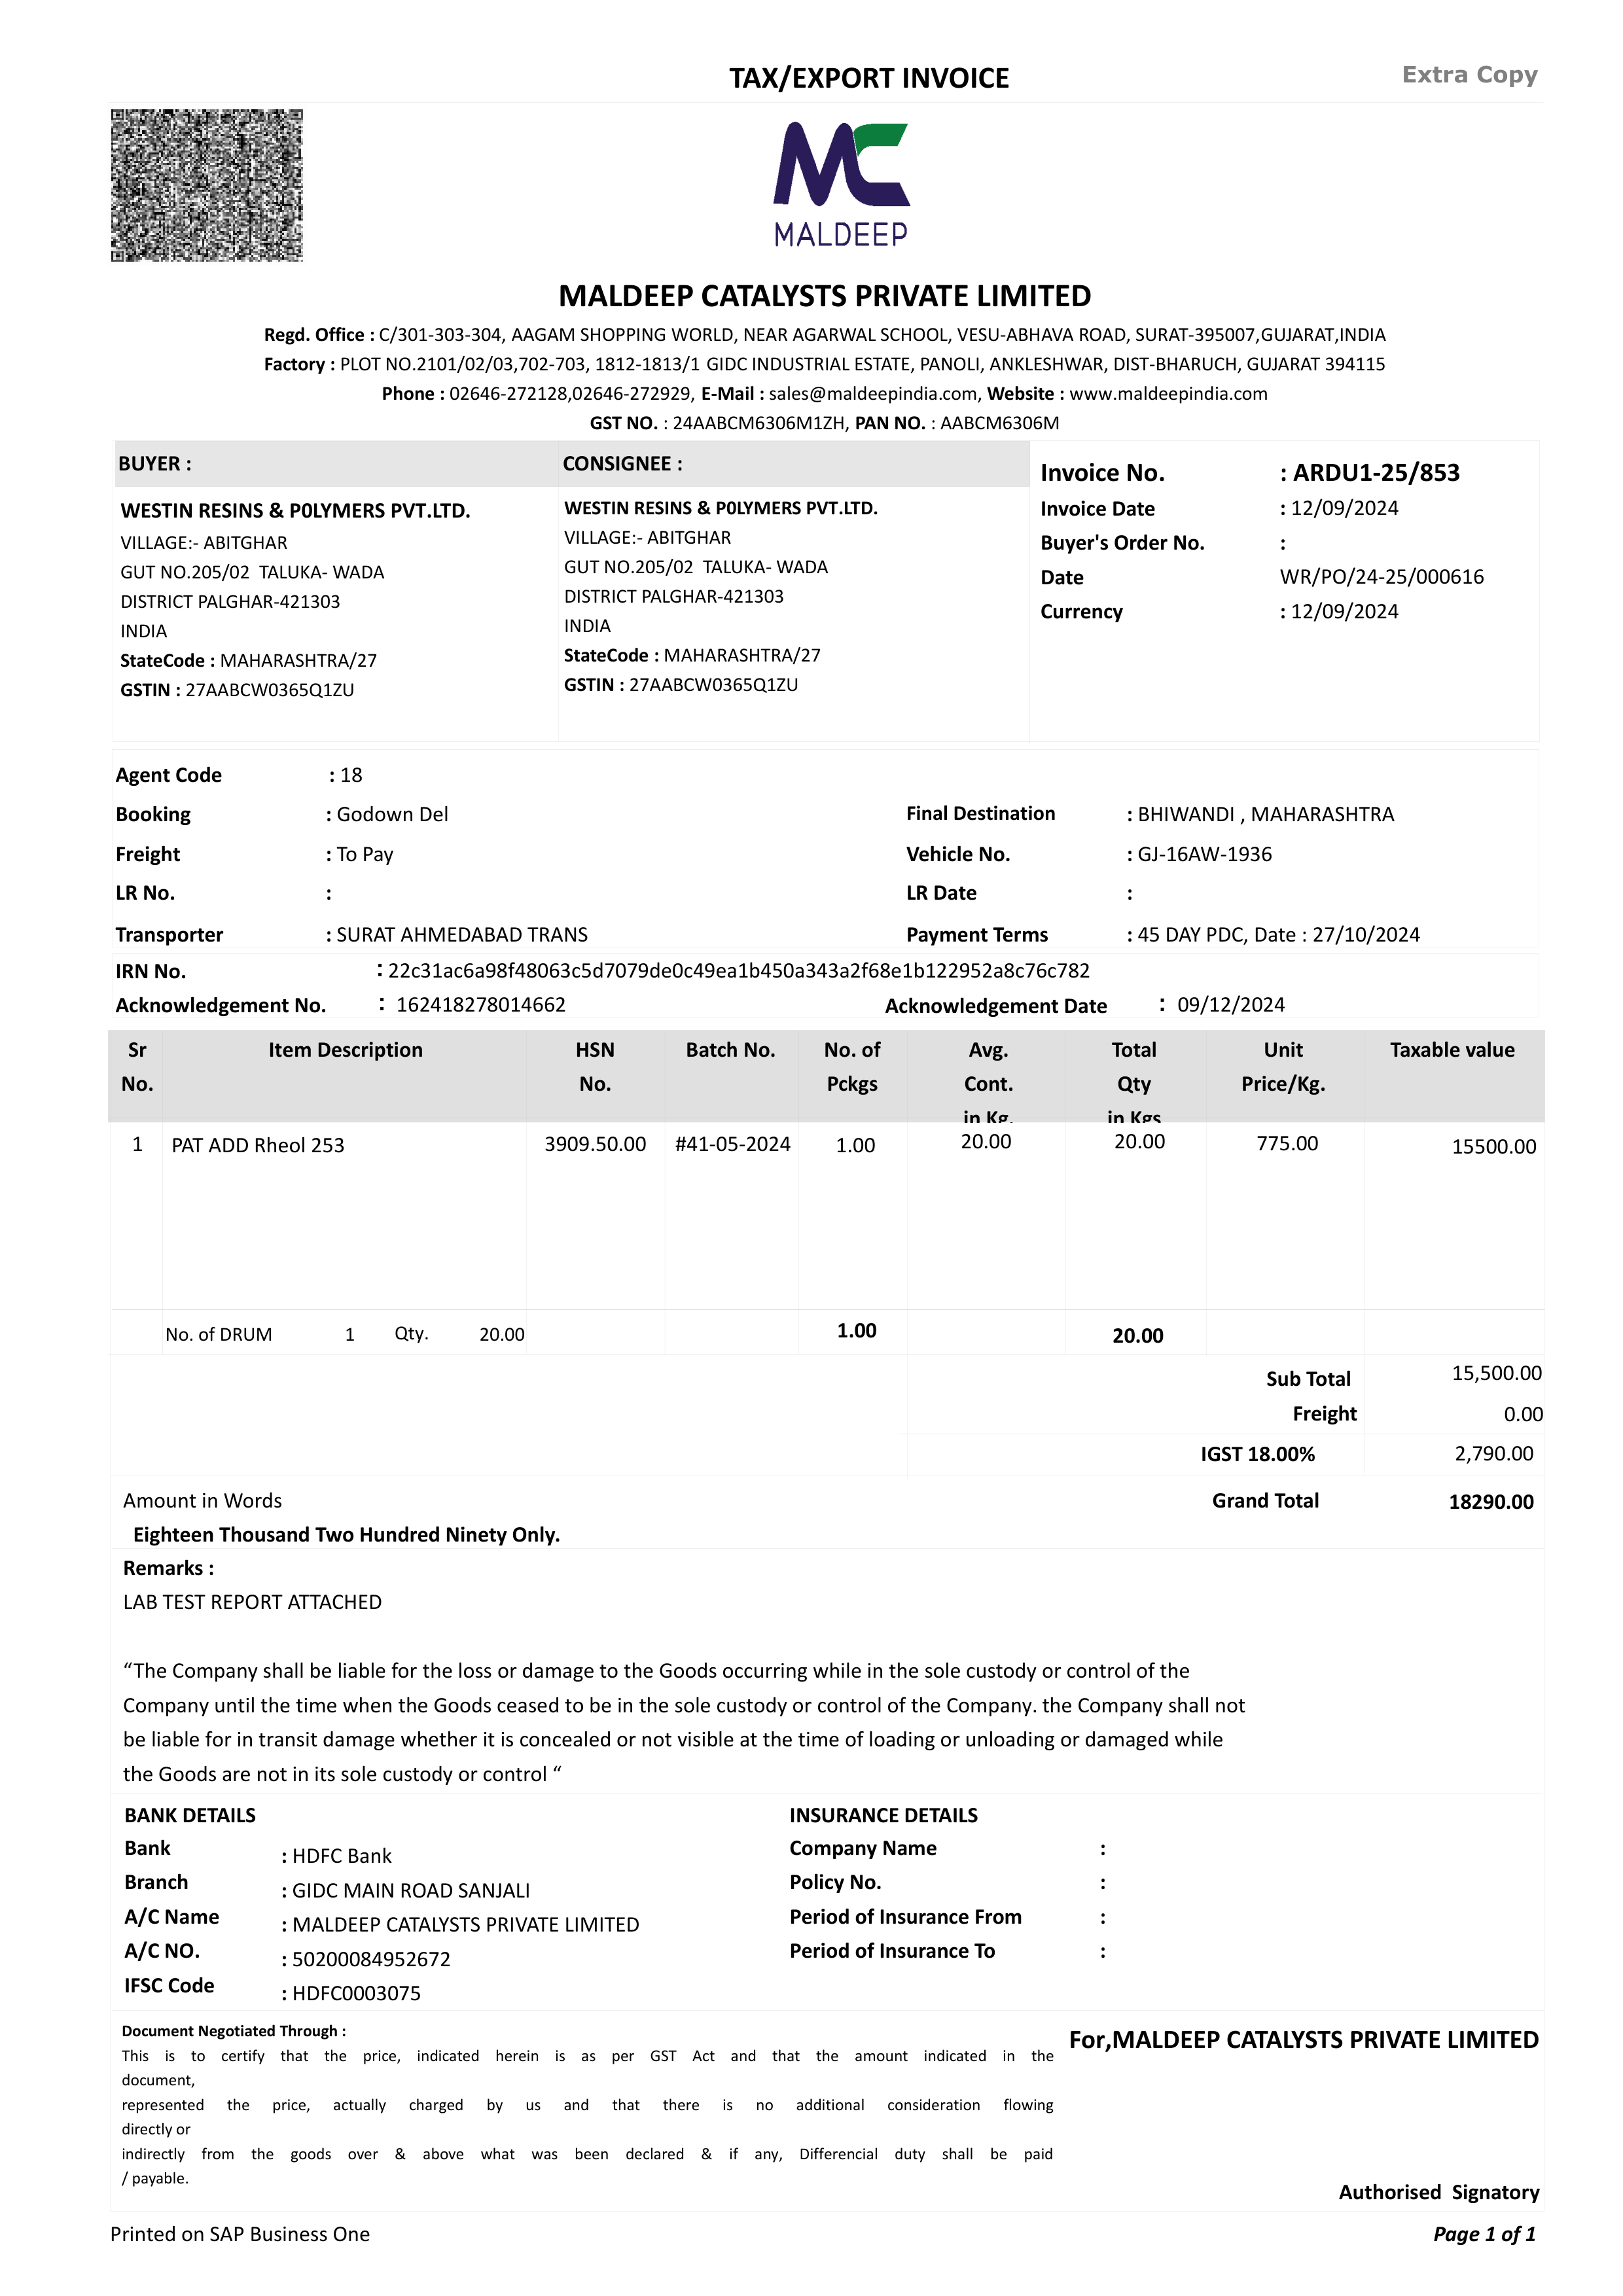 TAX/EXPORT INVOICE
Extra Copy
MC
MALDEEP
MALDEEP CATALYSTS PRIVATE LIMITED
Regd. Office : C/301-303-304, AAGAM SHOPPING WORLD, NEAR AGARWAL SCHOOL, VESU-ABHAVA ROAD, SURAT-395007,GUJARAT,INDIA
Factory : PLOT NO.2101/02/03,702-703, 1812-1813/1 GIDC INDUSTRIAL ESTATE, PANOLI, ANKLESHWAR, DIST-BHARUCH, GUJARAT 394115
Phone : 02646-272128,02646-272929, E-Mail : sales@maldeepindia.com, Website : www.maldeepindia.com
GST NO. : 24AABCM6306M1ZH, PAN NO. : AABCM6306M
BUYER :
WESTIN RESINS & P0LYMERS PVT.LTD.
VILLAGE:- ABITGHAR
GUT NO.205/02 TALUKA- WADA
DISTRICT PALGHAR-421303
INDIA
StateCode : MAHARASHTRA/27
GSTIN : 27AABCW0365Q1ZU
CONSIGNEE :
WESTIN RESINS & P0LYMERS PVT.LTD.
VILLAGE:- ABITGHAR
GUT NO.205/02 TALUKA- WADA
DISTRICT PALGHAR-421303
INDIA
StateCode : MAHARASHTRA/27
GSTIN : 27AABCW0365Q1ZU
Invoice No. : ARDU1-25/853
Invoice Date : 12/09/2024
Buyer's Order No. :
Date WR/PO/24-25/000616
Currency : 12/09/2024
Agent Code : 18
Booking : Godown Del Final Destination : BHIWANDI , MAHARASHTRA
Freight : To Pay Vehicle No. : GJ-16AW-1936
LR No. : LR Date :
Transporter : SURAT AHMEDABAD TRANS Payment Terms : 45 DAY PDC, Date : 27/10/2024
IRN No. : 22c31ac6a98f48063c5d7079de0c49ea1b450a343a2f68e1b122952a8c76c782
Acknowledgement No. : 162418278014662 Acknowledgement Date : 09/12/2024
Sr Item Description HSN Batch No. No. of Avg. Total Unit Taxable value
No. No. Pckgs Cont. Qty Price/Kg.
in Kg. in Kgs
1 PAT ADD Rheol 253 3909.50.00 #41-05-2024 1.00 20.00 20.00 775.00 15500.00
No. of DRUM 1 Qty. 20.00 1.00 20.00
Sub Total 15,500.00
Freight 0.00
IGST 18.00% 2,790.00
Amount in Words Grand Total 18290.00
Eighteen Thousand Two Hundred Ninety Only.
Remarks :
LAB TEST REPORT ATTACHED
“The Company shall be liable for the loss or damage to the Goods occurring while in the sole custody or control of the
Company until the time when the Goods ceased to be in the sole custody or control of the Company. the Company shall not
be liable for in transit damage whether it is concealed or not visible at the time of loading or unloading or damaged while
the Goods are not in its sole custody or control “
BANK DETAILS
Bank : HDFC Bank
Branch : GIDC MAIN ROAD SANJALI
A/C Name : MALDEEP CATALYSTS PRIVATE LIMITED
A/C NO. : 50200084952672
IFSC Code : HDFC0003075
INSURANCE DETAILS
Company Name :
Policy No. :
Period of Insurance From :
Period of Insurance To :
Document Negotiated Through :
This is to certify that the price, indicated herein is as per GST Act and that the amount indicated in the
document,
represented the price, actually charged by us and that there is no additional consideration flowing
directly or
indirectly from the goods over & above what was been declared & if any, Differencial duty shall be paid
/ payable.
For,MALDEEP CATALYSTS PRIVATE LIMITED
Authorised Signatory
Printed on SAP Business One
Page 1 of 1